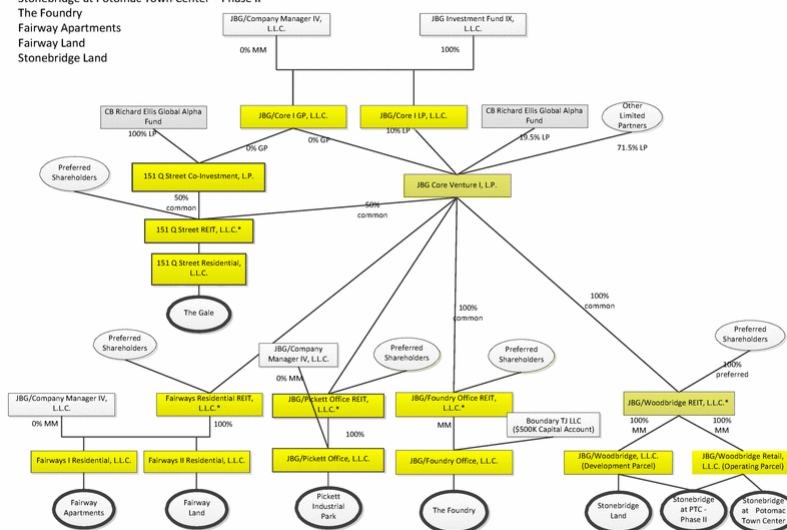 Stonebridge at Potomac Town Center – Phase II
The Foundry
Fairway Apartments
Fairway Land
Stonebridge Land
JBG/Company Manager IV,
L.L.C.
JBG Investment Fund IX,
L.L.C.
0% MM
100%
CB Richard Ellis Global Alpha
Fund
JBG/Core I GP, L.L.C.
JBG/Core I LP, L.L.C.
CB Richard Ellis Global Alpha
Fund
Other
Limited
Partners
100% LP
0% GP
0% GP
10% LP
19.5% LP
71.5% LP
Preferred
Shareholders
151 Q Street Co-Investment, L.P.
JBG Core Venture I, L.P.
50%
common
50%
common
151 Q Street REIT, L.L.C.*
151 Q Street Residential,
L.L.C.
The Gale
100%
common
100%
common
Preferred
Shareholders
JBG/Company
Manager IV, L.L.C.
Preferred
Shareholders
Preferred
Shareholders
Preferred
Shareholders
0% MM
100%
preferred
JBG/Company Manager IV,
L.L.C.
Fairways Residential REIT,
L.L.C.*
JBG/Pickett Office REIT,
L.L.C.*
JBG/Foundry Office REIT,
L.L.C.*
JBG/Woodbridge REIT, L.L.C.*
0% MM
100%
100%
MM
Boundary TJ LLC
($500K Capital Account)
100%
MM
100%
MM
Fairways I Residential, L.L.C.
Fairways II Residential, L.L.C.
JBG/Pickett Office, L.L.C.
JBG/Foundry Office, L.L.C.
JBG/Woodbridge, L.L.C.
(Development Parcel)
JBG/Woodbridge Retail,
L.L.C. (Operating Parcel)
Fairway
Apartments
Fairway
Land
Pickett
Industrial
Park
The Foundry
Stonebridge
Land
Stonebridge
at PTC -
Phase II
Stonebridge
at Potomac
Town Center